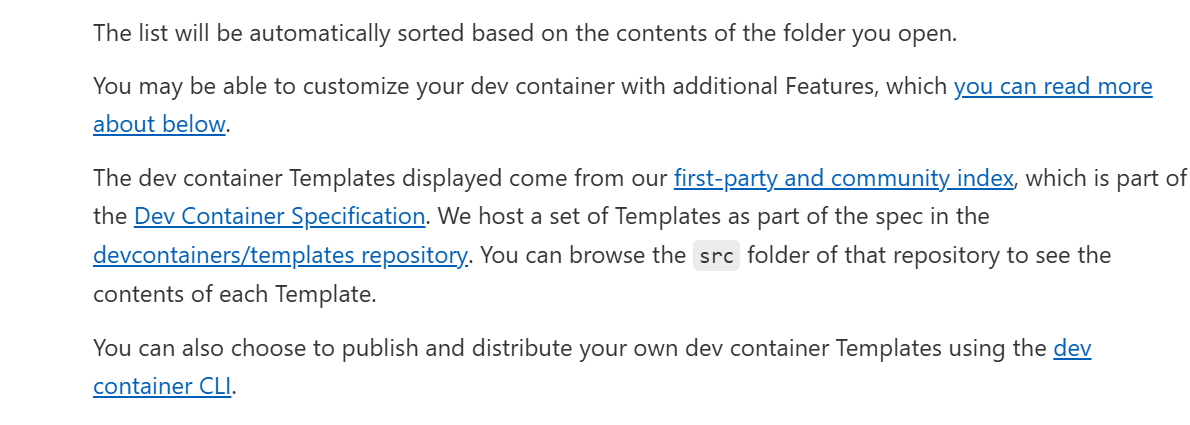 The list will be automatically sorted based on the contents of the folder you open.
You may be able to customize your dev container with additional Features, which you can read more
about below.
The dev container Templates displayed come from our first-party and community index, which is part of
the Dev Container Specification. We host a set of Templates as part of the spec in the
devcontainers/templates repository. You can browse the src folder of that repository to see the
contents of each Template.
You can also choose to publish and distribute your own dev container Templates using the dev
container CLI.